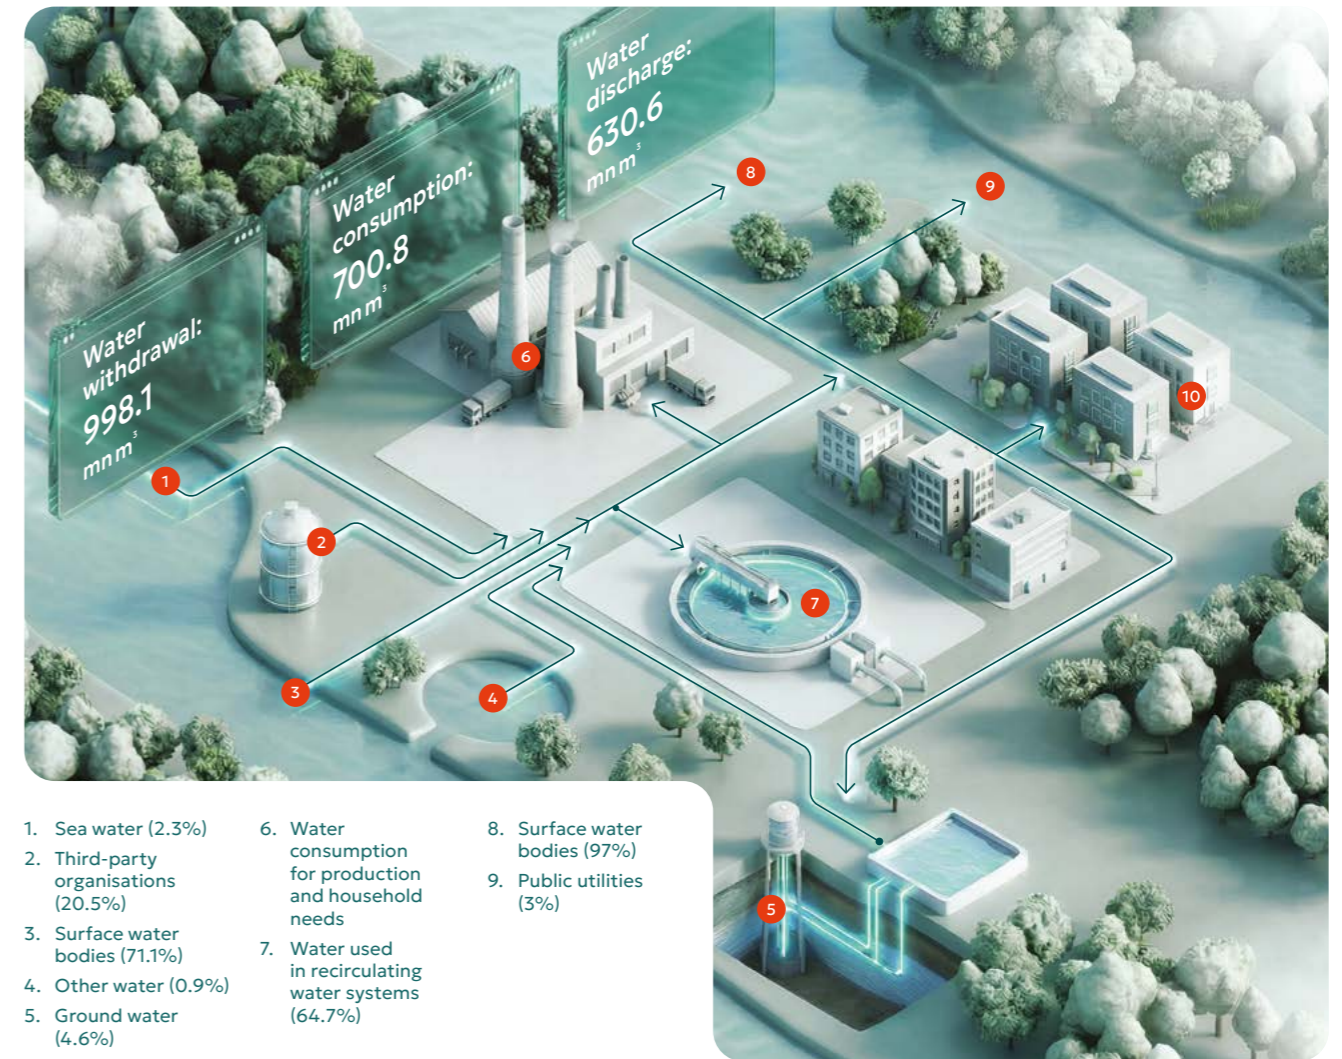 Water
discharge:
630.6
mn m³
Water
consumption:
700.8
mn m³
Water
withdrawal:
998.1
mn m³
8
9
6
10
1
2
7
3
4
5
1. Sea water (2.3%)
2. Third-party
organisations
(20.5%)
3. Surface water
bodies (71.1%)
4. Other water (0.9%)
5. Ground water
(4.6%)
6. Water
consumption
for production
and household
needs
7. Water used
in recirculating
water systems
(64.7%)
8. Surface water
bodies (97%)
9. Public utilities
(3%)